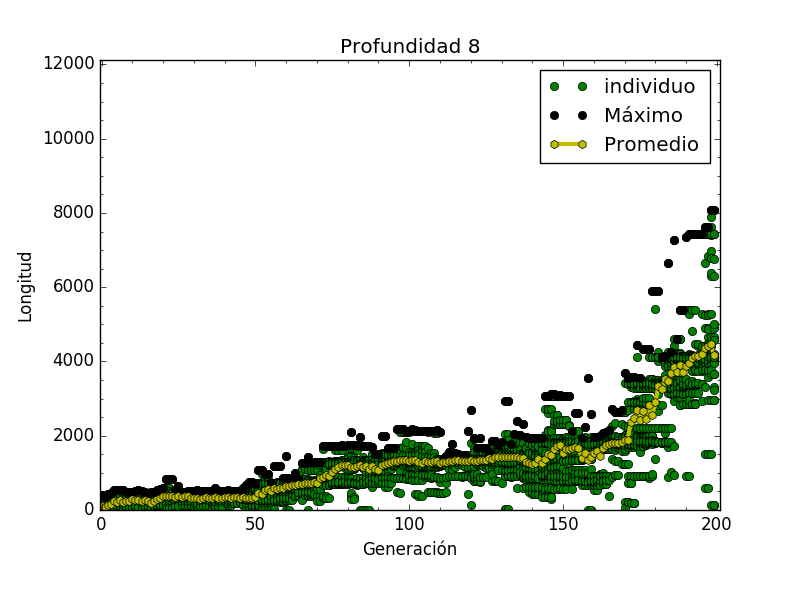 Profundidad 8
12000
10000
8000
6000
4000
2000
0
0 50 100 150 200
Longitud
Generación
individuo
Máximo
Promedio